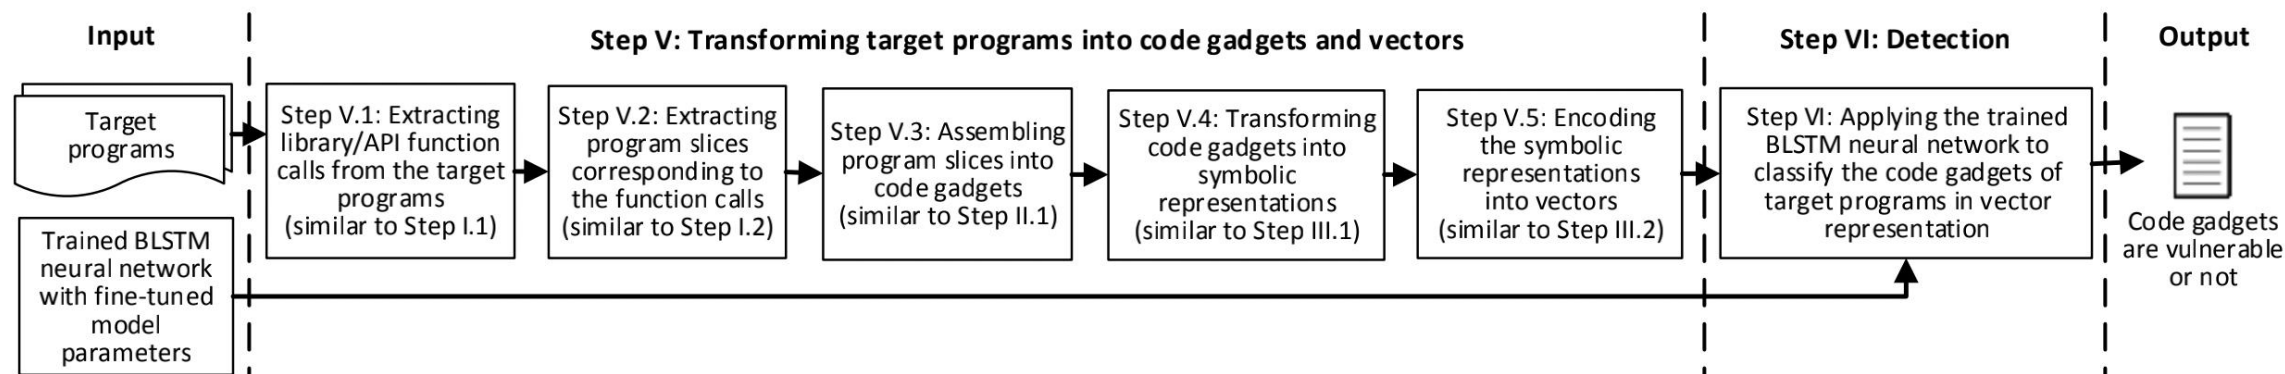 Input
Target
programs
Trained BLSTM
neural network
with fine-tuned
model
parameters
Step V: Transforming target programs into code gadgets and vectors
Step V.1: Extracting
library/API function
calls from the target
programs
(similar to Step I.1)
Step V.2: Extracting
program slices
corresponding to
the function calls
(similar to Step I.2)
Step V.3: Assembling
program slices into
code gadgets
(similar to Step II.1)
Step V.4: Transforming
code gadgets into
symbolic
representations
(similar to Step III.1)
Step V.5: Encoding
the symbolic
representations
into vectors
(similar to Step III.2)
Step VI: Detection
Step VI: Applying the trained
BLSTM neural network to
classify the code gadgets of
target programs in vector
representation
Output
Code gadgets
are vulnerable
or not